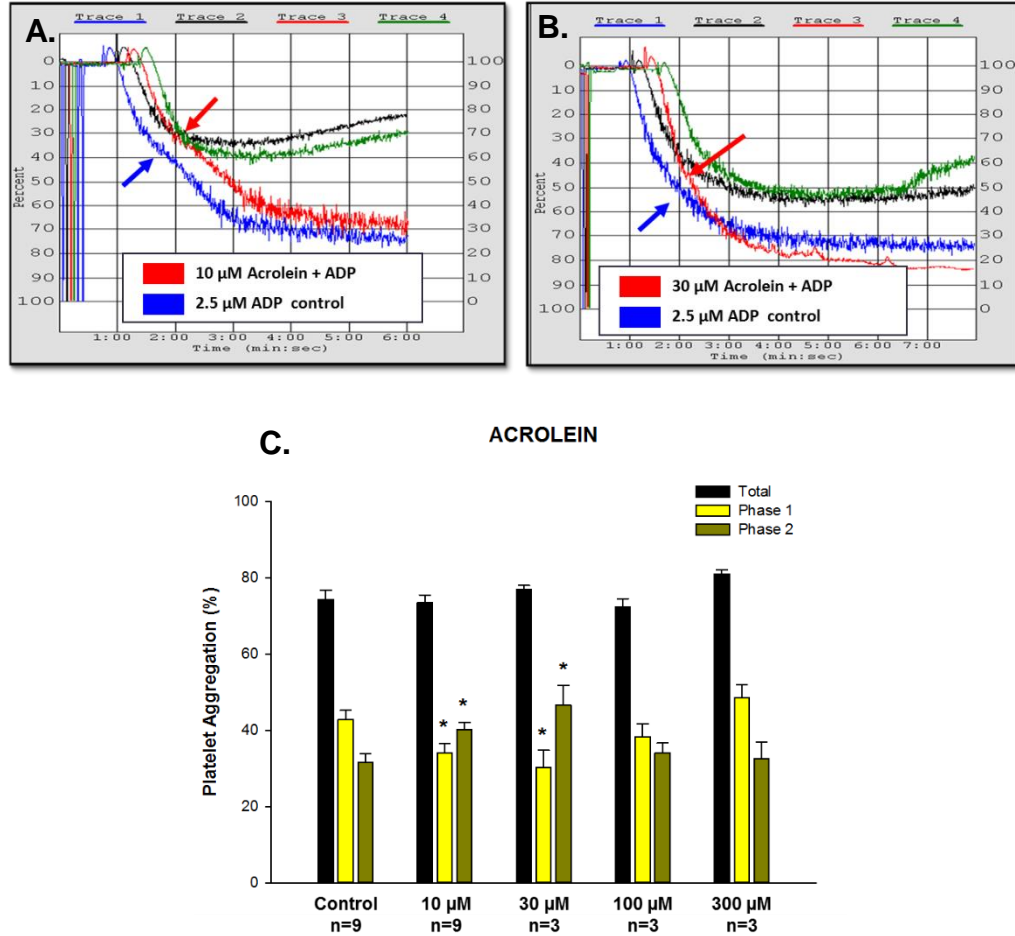 A.
Trace 1 Trace 2 Trace 3 Trace 4
0 100
10 90
20 80
30 70
40 60
50 50
60 40
70 30
80 20
90 10
100 0
Percent
10 µM Acrolein + ADP
2.5 µM ADP control
1:00 2:00 3:00 4:00 5:00 6:00
Time (min:sec)
B.
Trace 1 Trace 2 Trace 3 Trace 4
0 100
10 90
20 80
30 70
40 60
50 50
60 40
70 30
80 20
90 10
100 0
Percent
30 µM Acrolein + ADP
2.5 µM ADP control
1:00 2:00 3:00 4:00 5:00 6:00 7:00
Time (min:sec)
C.
ACROLEIN
Total
Phase 1
Phase 2
100
80
60
40
20
0
Platelet Aggregation (%)
* * * *
Control 10 µM 30 µM 100 µM 300 µM
n=9 n=9 n=3 n=3 n=3